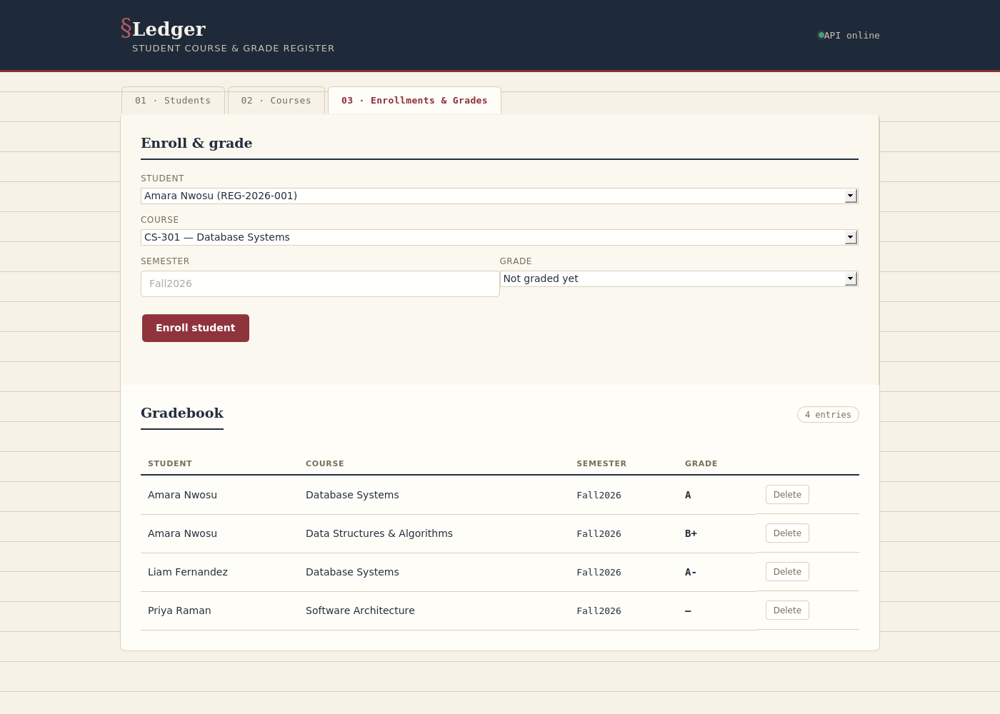 §Ledger
STUDENT COURSE & GRADE REGISTER
API online
01 · Students
02 · Courses
03 · Enrollments & Grades
Enroll & grade
STUDENT
Amara Nwosu (REG-2026-001)
COURSE
CS-301 — Database Systems
SEMESTER GRADE
Fall2026 Not graded yet
Enroll student
Gradebook
4 entries
STUDENT COURSE SEMESTER GRADE
Amara Nwosu Database Systems Fall2026 A Delete
Amara Nwosu Data Structures & Algorithms Fall2026 B+ Delete
Liam Fernandez Database Systems Fall2026 A- Delete
Priya Raman Software Architecture Fall2026 — Delete